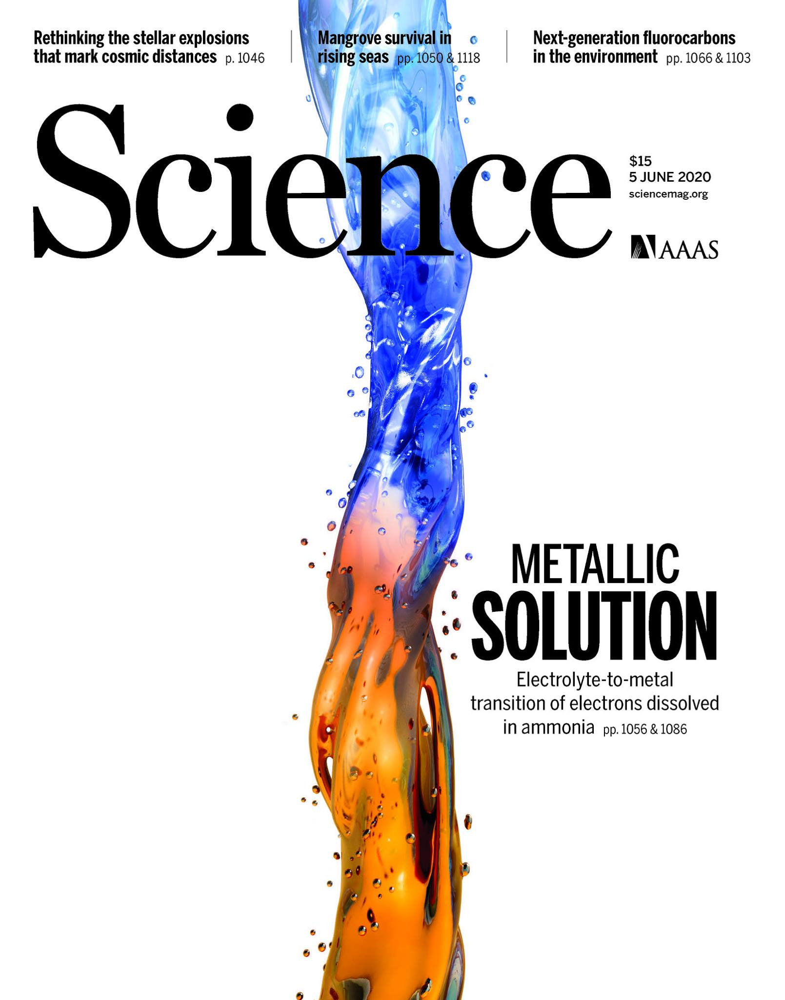 Rethinking the stellar explosions
that mark cosmic distances p. 1046
Mangrove survival in
rising seas pp. 1050 & 1118
Next-generation fluorocarbons
in the environment pp. 1066 & 1103
Science
$15
5 JUNE 2020
sciencemag.org
AAAS
METALLIC
SOLUTION
Electrolyte-to-metal
transition of electrons dissolved
in ammonia pp. 1056 & 1086